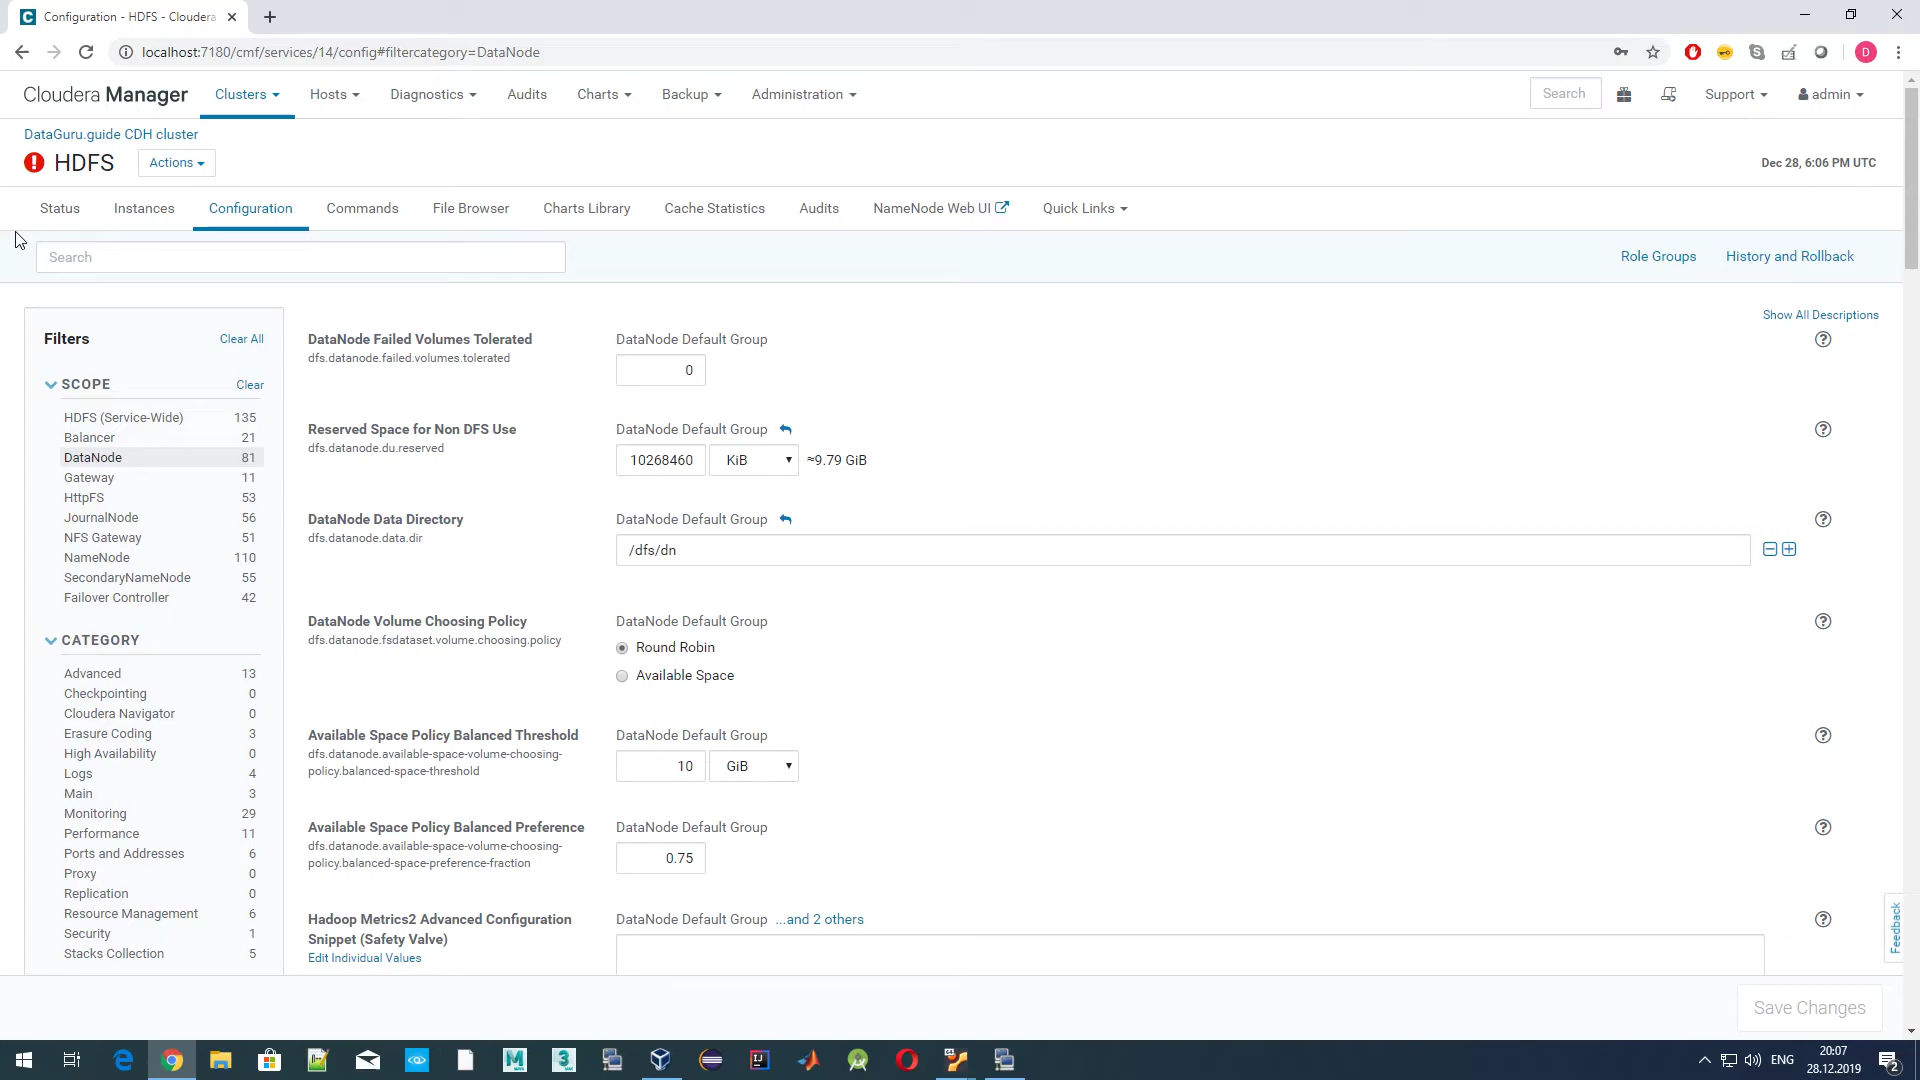 Configuration - HDFS - Cloudera
localhost:7180/cmf/services/14/config#filtercategory=DataNode
D
Cloudera Manager
Clusters
Hosts
Diagnostics
Audits
Charts
Backup
Administration
Search
Support
admin
DataGuru.guide CDH cluster
HDFS
Actions
Dec 28, 6:06 PM UTC
Status
Instances
Configuration
Commands
File Browser
Charts Library
Cache Statistics
Audits
NameNode Web UI
Quick Links
Search
Role Groups
History and Rollback
Filters
Clear All
SCOPE
Clear
HDFS (Service-Wide) 135
Balancer 21
DataNode 81
Gateway 11
HttpFS 53
JournalNode 56
NFS Gateway 51
NameNode 110
SecondaryNameNode 55
Failover Controller 42
CATEGORY
Advanced 13
Checkpointing 0
Cloudera Navigator 0
Erasure Coding 3
High Availability 0
Logs 4
Main 3
Monitoring 29
Performance 11
Ports and Addresses 6
Proxy 0
Replication 0
Resource Management 6
Security 1
Stacks Collection 5
Show All Descriptions
DataNode Failed Volumes Tolerated
dfs.datanode.failed.volumes.tolerated
DataNode Default Group
0
Reserved Space for Non DFS Use
dfs.datanode.du.reserved
DataNode Default Group
10268460 KiB ≈9.79 GiB
DataNode Data Directory
dfs.datanode.data.dir
DataNode Default Group
/dfs/dn
DataNode Volume Choosing Policy
dfs.datanode.fsdataset.volume.choosing.policy
DataNode Default Group
Round Robin
Available Space
Available Space Policy Balanced Threshold
dfs.datanode.available-space-volume-choosing-
policy.balanced-space-threshold
DataNode Default Group
10 GiB
Available Space Policy Balanced Preference
dfs.datanode.available-space-volume-choosing-
policy.balanced-space-preference-fraction
DataNode Default Group
0.75
Hadoop Metrics2 Advanced Configuration
Snippet (Safety Valve)
Edit Individual Values
DataNode Default Group ...and 2 others
Feedback
Save Changes
ENG
20:07
28.12.2019
2